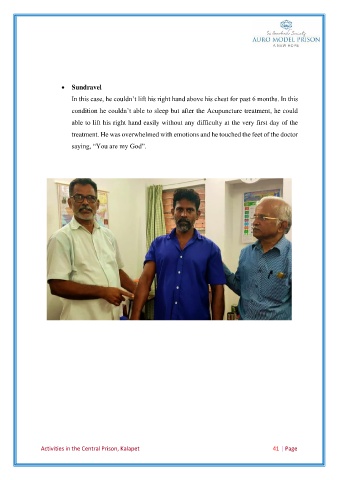 Sri Aurobindo Society
AURO MODEL PRISON
A NEW HOPE
• Sundravel
In this case, he couldn't lift his right hand above his chest for past 6 months. In this
condition he couldn't able to sleep but after the Acupuncture treatment, he could
able to lift his right hand easily without any difficulty at the very first day of the
treatment. He was overwhelmed with emotions and he touched the feet of the doctor
saying, "You are my God".
Activities in the Central Prison, Kalapet
41 | Page